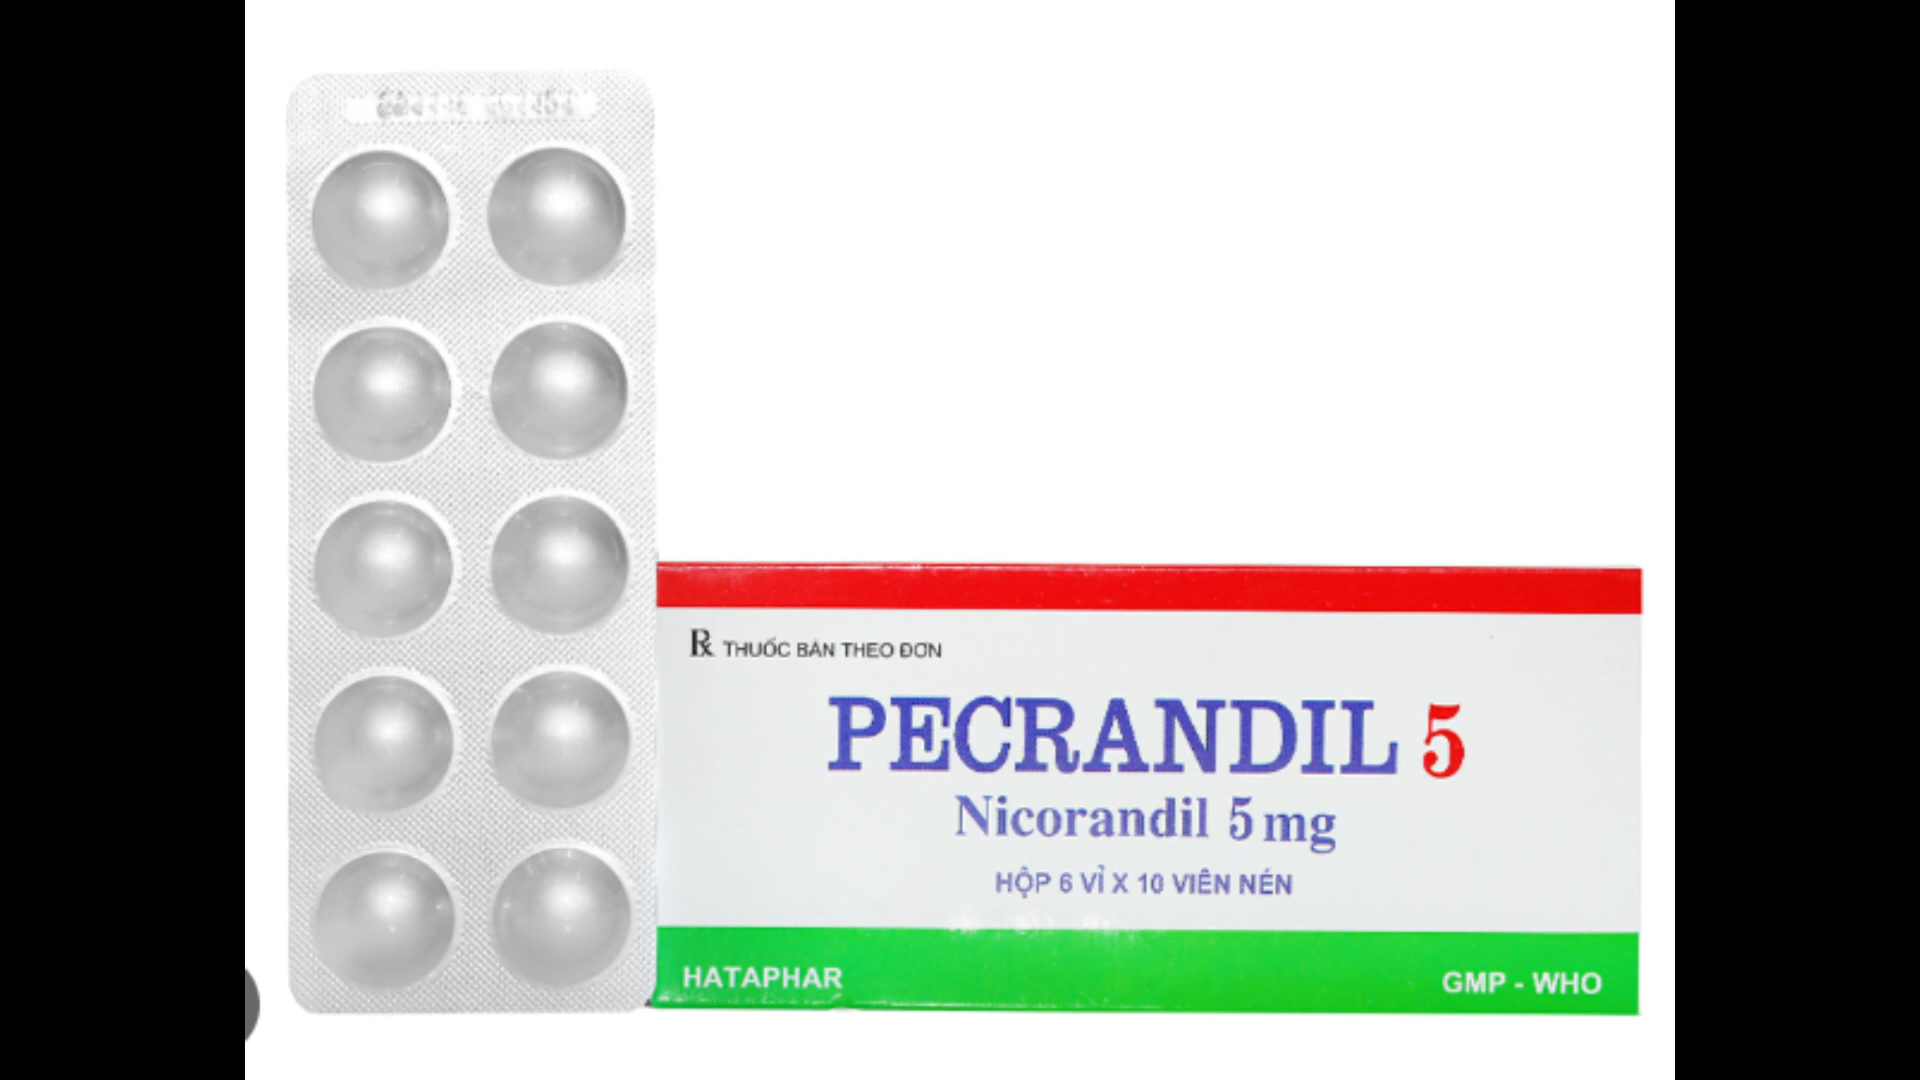 ℞ THUỐC BÁN THEO ĐƠN
PECRANDIL 5
Nicorandil 5 mg
HỘP 6 VỈ X 10 VIÊN NÉN
HATAPHAR
GMP - WHO